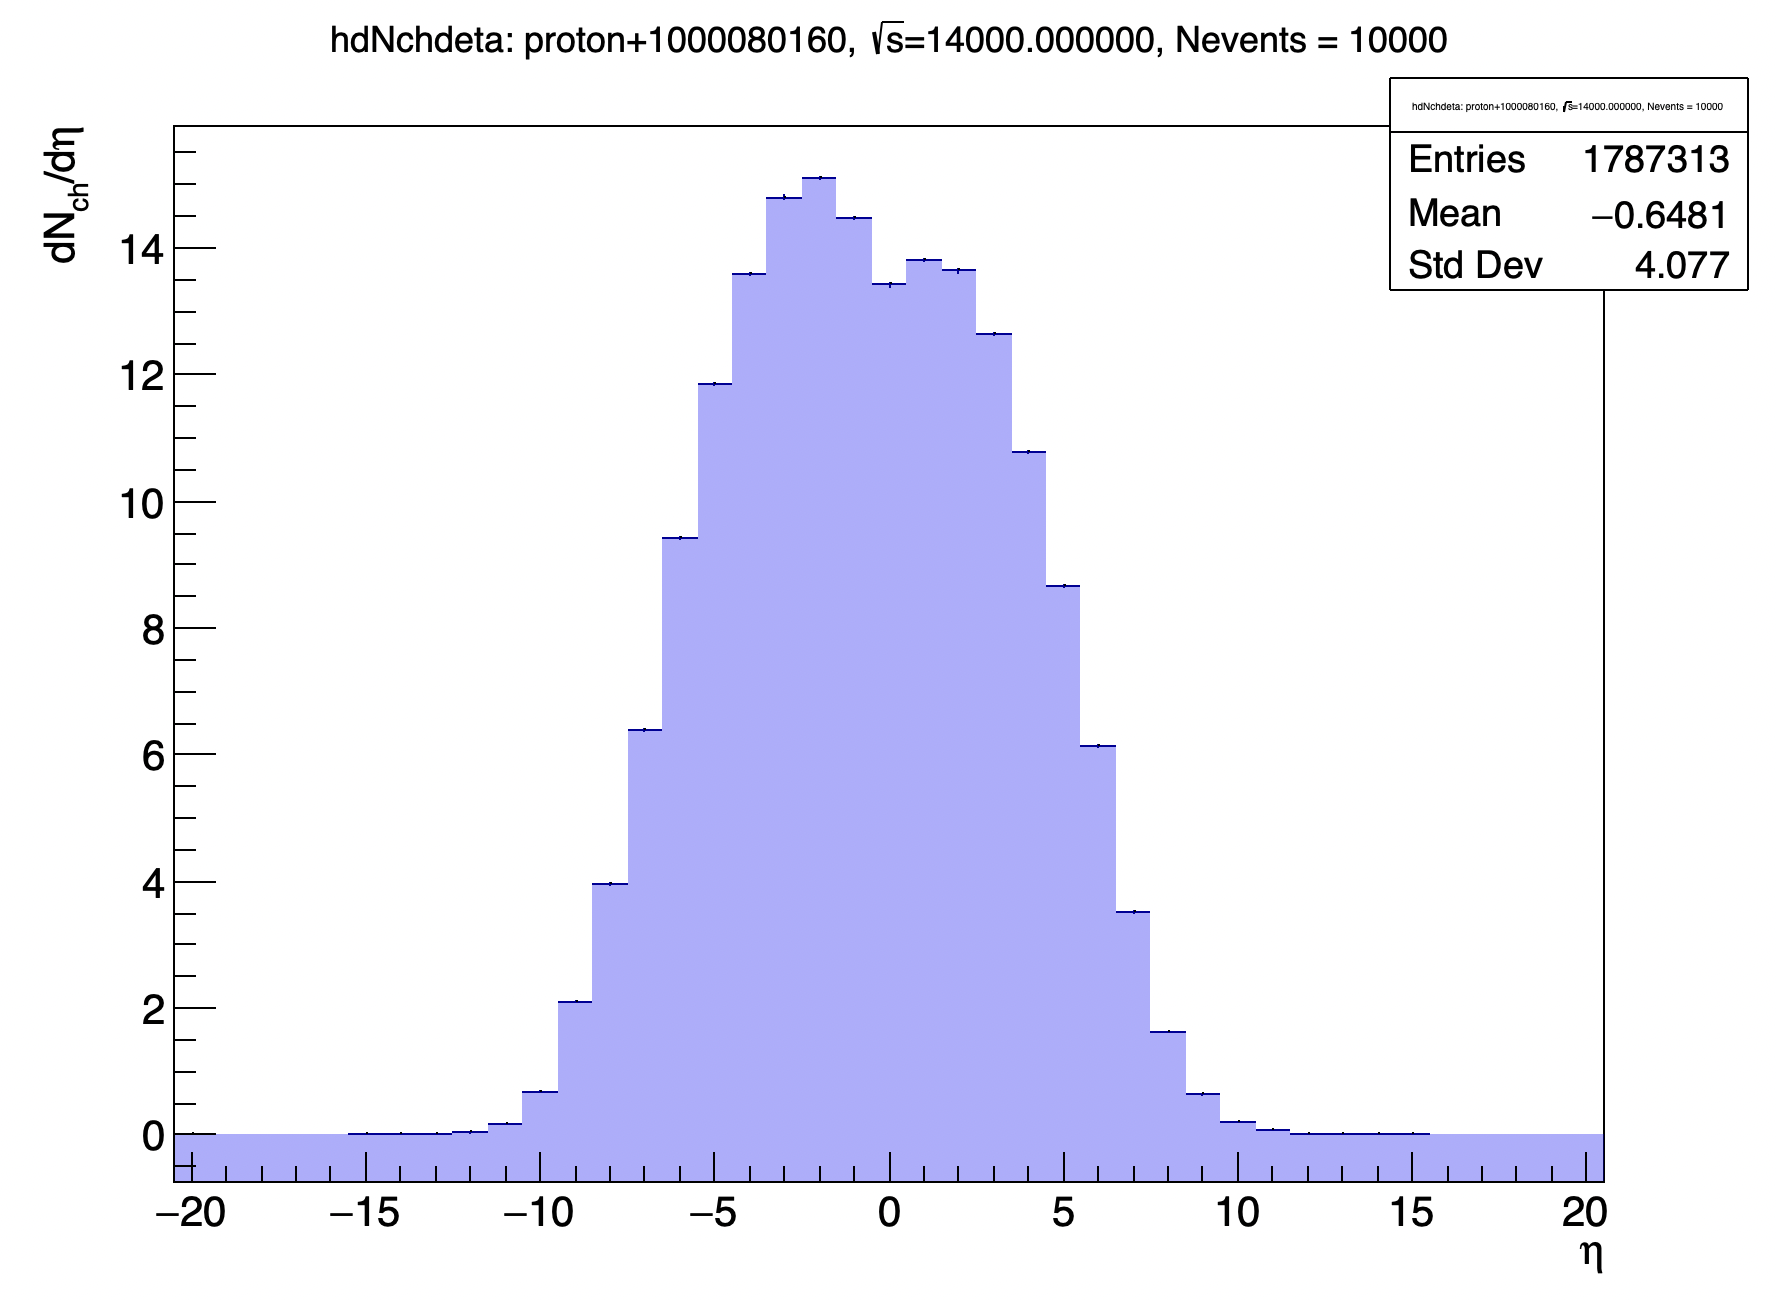 hdNchdeta: proton+1000080160, √s=14000.000000, Nevents = 10000
hdNchdeta: proton+1000080160, √s=14000.000000, Nevents = 10000
Entries 1787313
Mean −0.6481
Std Dev 4.077
dNch/dη
14
12
10
8
6
4
2
0
−20 −15 −10 −5 0 5 10 15 20
η